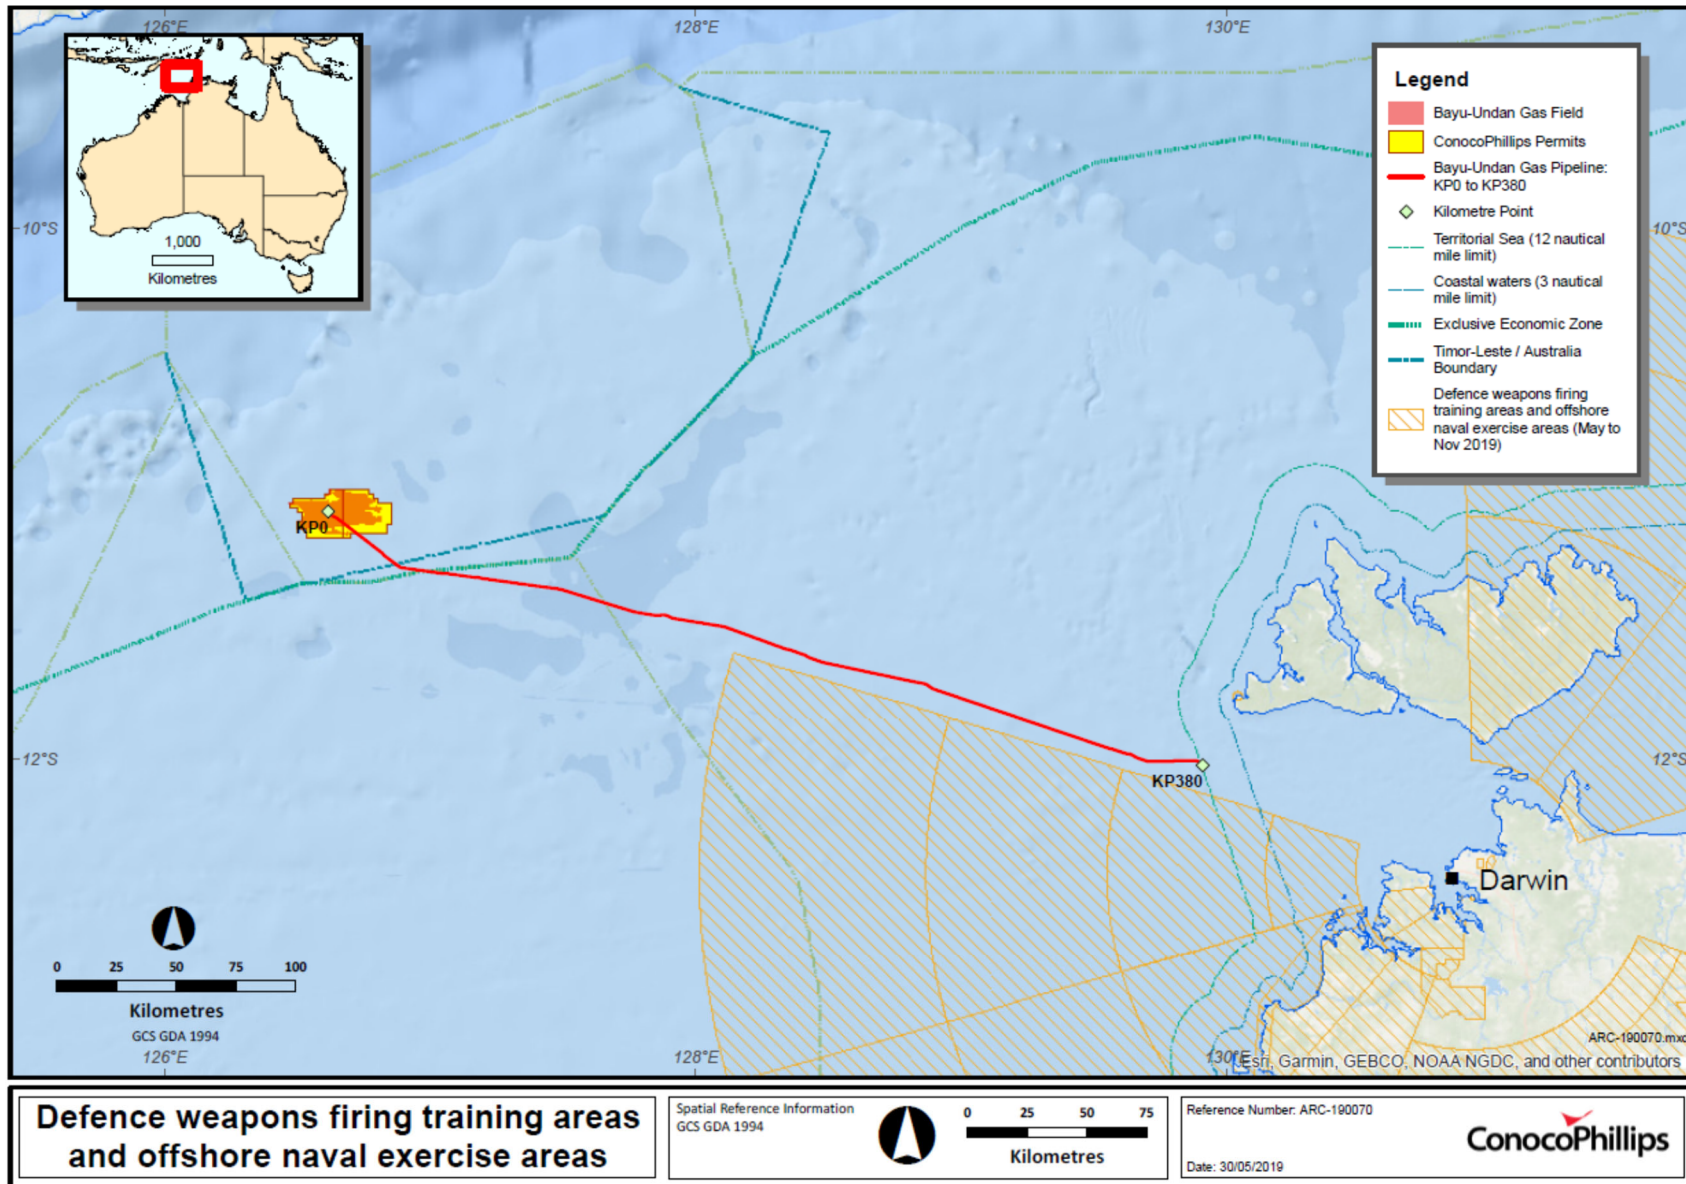 126°E
128°E
130°E
1,000
Kilometres
Legend
Bayu-Undan Gas Field
ConocoPhillips Permits
Bayu-Undan Gas Pipeline:
KP0 to KP380
Kilometre Point
Territorial Sea (12 nautical
mile limit)
Coastal waters (3 nautical
mile limit)
Exclusive Economic Zone
Timor-Leste / Australia
Boundary
Defence weapons firing
training areas and offshore
naval exercise areas (May to
Nov 2019)
10°S
10°S
KP0
12°S
12°S
KP380
Darwin
0 25 50 75 100
Kilometres
GCS GDA 1994
ARC-190070.mxd
126°E
128°E
130°E
Esri, Garmin, GEBCO, NOAA NGDC, and other contributors
Defence weapons firing training areas
and offshore naval exercise areas
Spatial Reference Information
GCS GDA 1994
0 25 50 75
Kilometres
Reference Number: ARC-190070
Date: 30/05/2019
ConocoPhillips